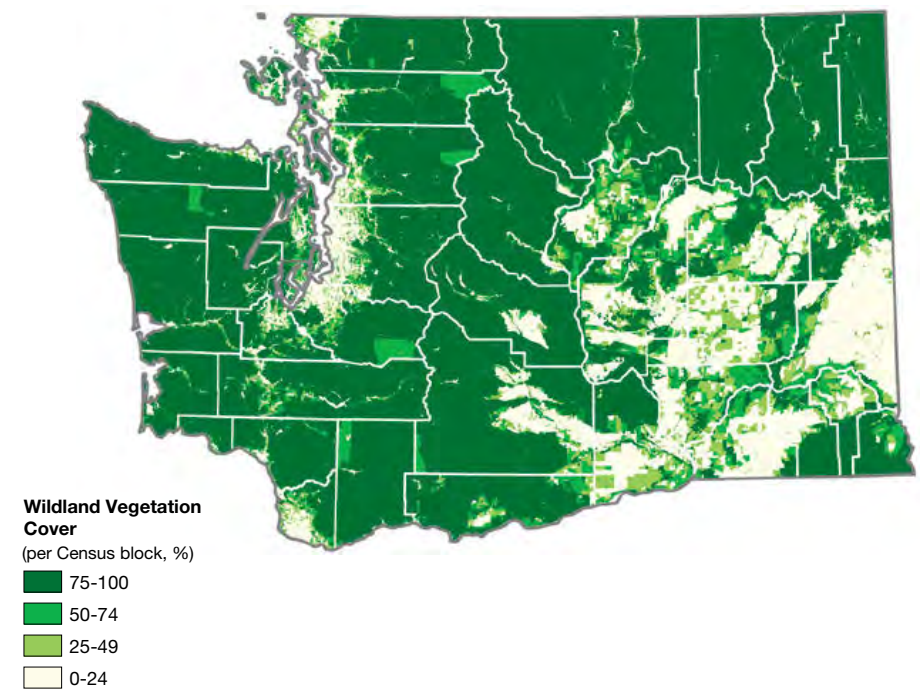 Wildland Vegetation
Cover
(per Census block, %)
75-100
50-74
25-49
0-24